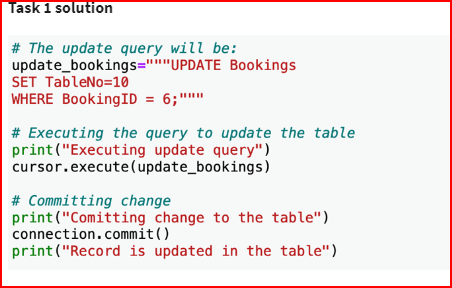 Task 1 solution
# The update query will be:
update_bookings="""UPDATE Bookings
SET TableNo=10
WHERE BookingID = 6;"""
# Executing the query to update the table
print("Executing update query")
cursor.execute(update_bookings)
# Committing change
print("Comitting change to the table")
connection.commit()
print("Record is updated in the table")